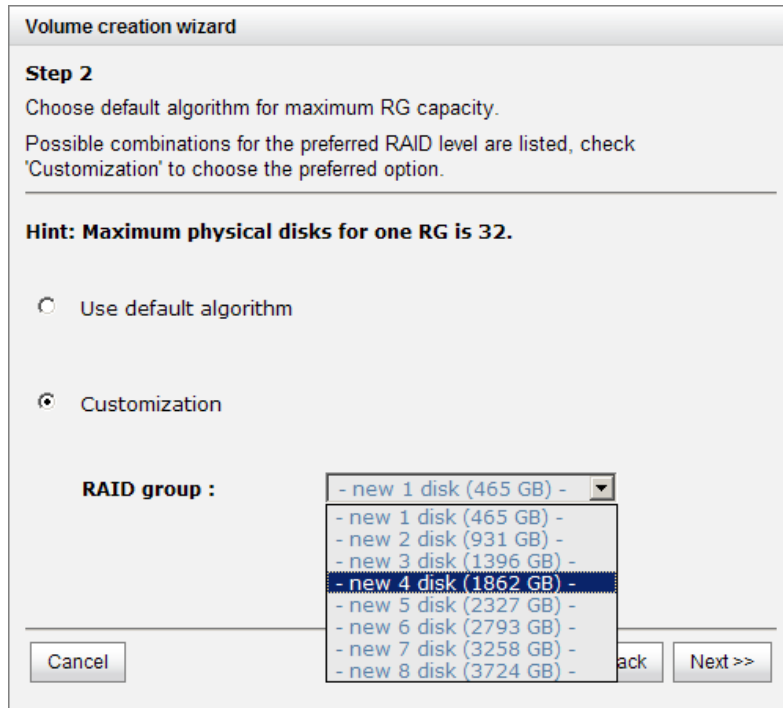 Volume creation wizard
Step 2
Choose default algorithm for maximum RG capacity.
Possible combinations for the preferred RAID level are listed, check
'Customization' to choose the preferred option.
Hint: Maximum physical disks for one RG is 32.
Use default algorithm
Customization
RAID group : - new 1 disk (465 GB) -
- new 1 disk (465 GB) -
- new 2 disk (931 GB) -
- new 3 disk (1396 GB) -
- new 4 disk (1862 GB) -
- new 5 disk (2327 GB) -
- new 6 disk (2793 GB) -
- new 7 disk (3258 GB) -
- new 8 disk (3724 GB) -
Cancel ack Next >>